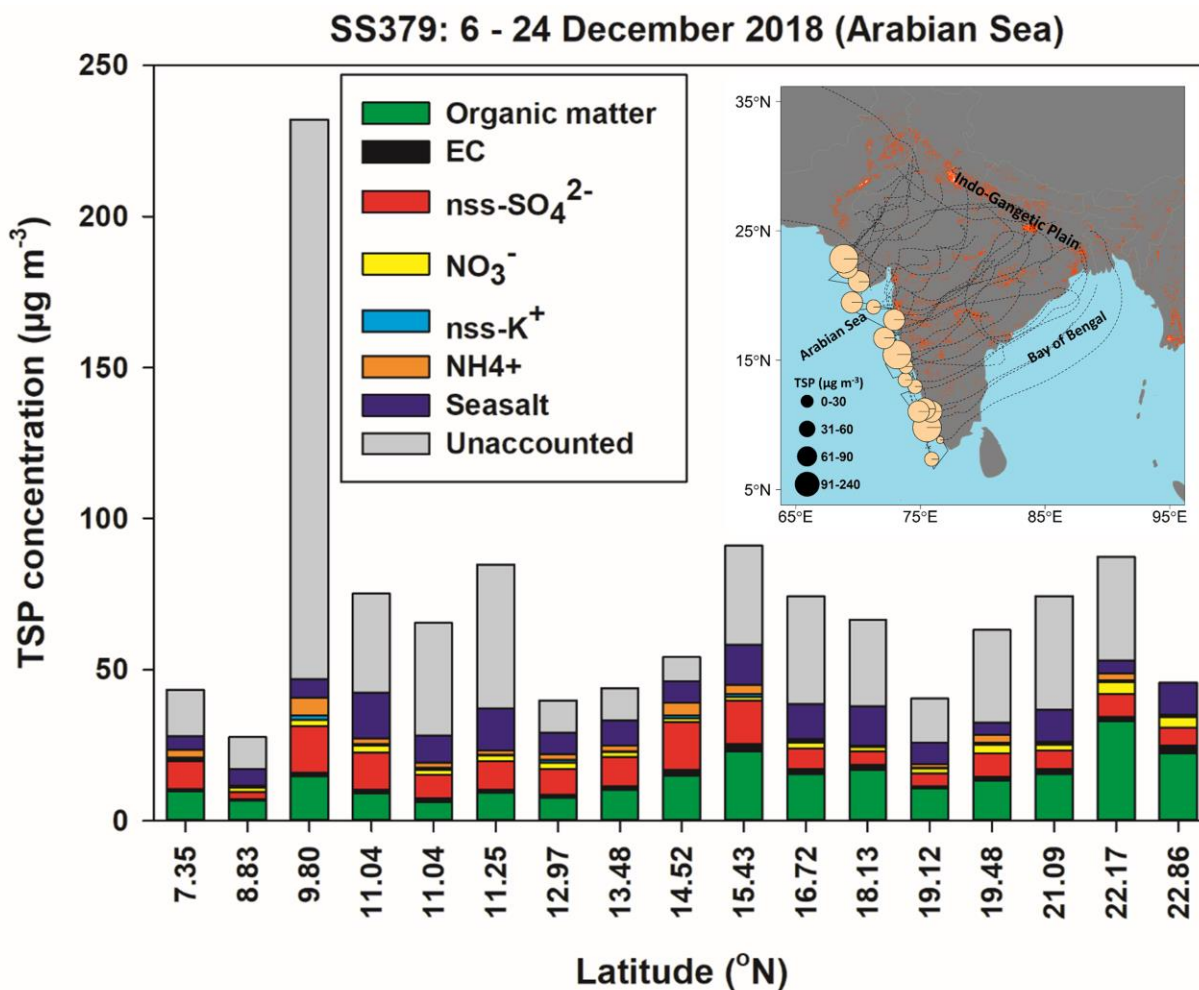 SS379: 6 - 24 December 2018 (Arabian Sea)
TSP concentration (µg m⁻³)
250
200
150
100
50
0
Organic matter
EC
nss-SO₄²⁻
NO₃⁻
nss-K⁺
NH4+
Seasalt
Unaccounted
35°N
25°N
15°N
5°N
65°E
75°E
85°E
95°E
Indo-Gangetic Plain
Arabian Sea
Bay of Bengal
TSP (µg m⁻³)
0-30
31-60
61-90
91-240
7.35
8.83
9.80
11.04
11.04
11.25
12.97
13.48
14.52
15.43
16.72
18.13
19.12
19.48
21.09
22.17
22.86
Latitude (°N)